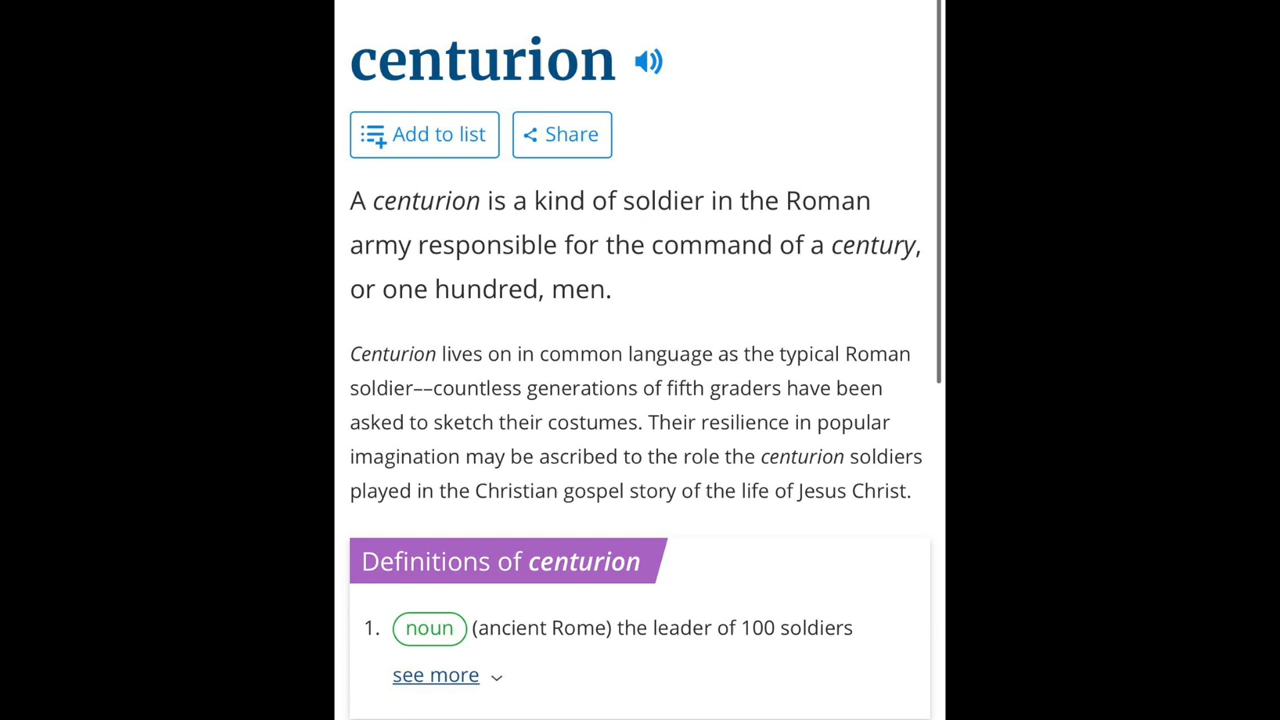 centurion
Add to list
Share
A centurion is a kind of soldier in the Roman
army responsible for the command of a century,
or one hundred, men.
Centurion lives on in common language as the typical Roman
soldier––countless generations of fifth graders have been
asked to sketch their costumes. Their resilience in popular
imagination may be ascribed to the role the centurion soldiers
played in the Christian gospel story of the life of Jesus Christ.
Definitions of centurion
1. noun (ancient Rome) the leader of 100 soldiers
see more